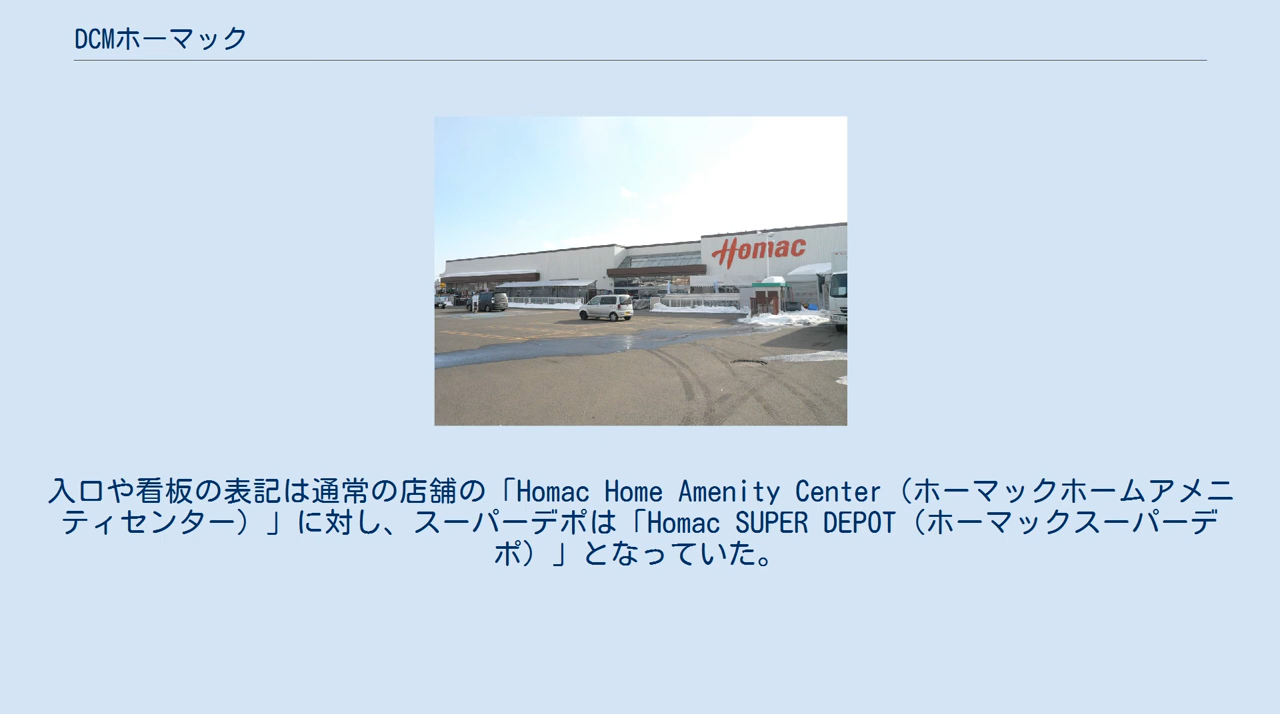 DCMホーマック
Homac
入口や看板の表記は通常の店舗の「Homac Home Amenity Center（ホーマックホームアメニ
ティセンター）」に対し、スーパーデポは「Homac SUPER DEPOT（ホーマックスーパーデ
ポ）」となっていた。